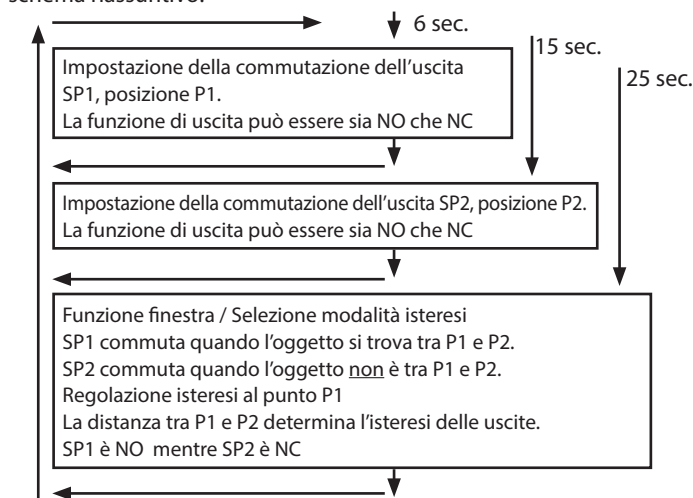 schema riassuntivo.
6 sec.
15 sec.
25 sec.
Impostazione della commutazione dell'uscita
SP1, posizione P1.
La funzione di uscita può essere sia NO che NC
Impostazione della commutazione dell'uscita SP2, posizione P2.
La funzione di uscita può essere sia NO che NC
Funzione finestra / Selezione modalità isteresi
SP1 commuta quando l'oggetto si trova tra P1 e P2.
SP2 commuta quando l'oggetto non è tra P1 e P2.
Regolazione isteresi al punto P1
La distanza tra P1 e P2 determina l'isteresi delle uscite.
SP1 è NO  mentre SP2 è NC